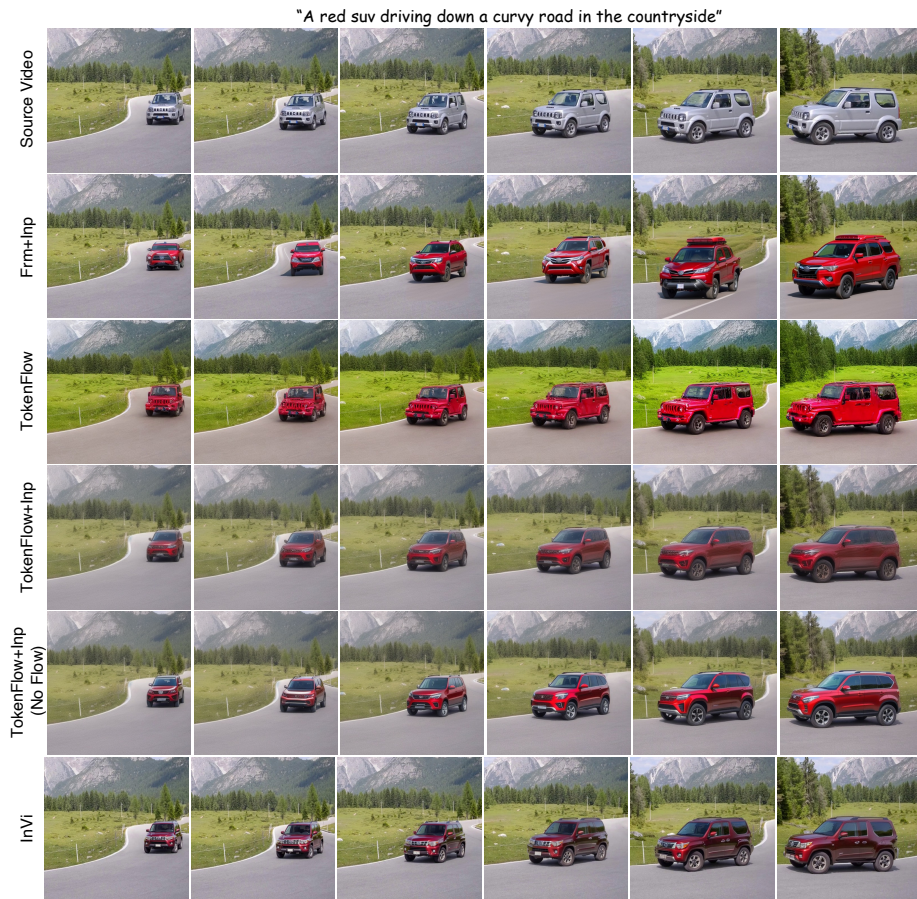 “A red suv driving down a curvy road in the countryside”
Source Video
Frm+Inp
TokenFlow
TokenFlow+Inp
TokenFlow+Inp
(No Flow)
InVi